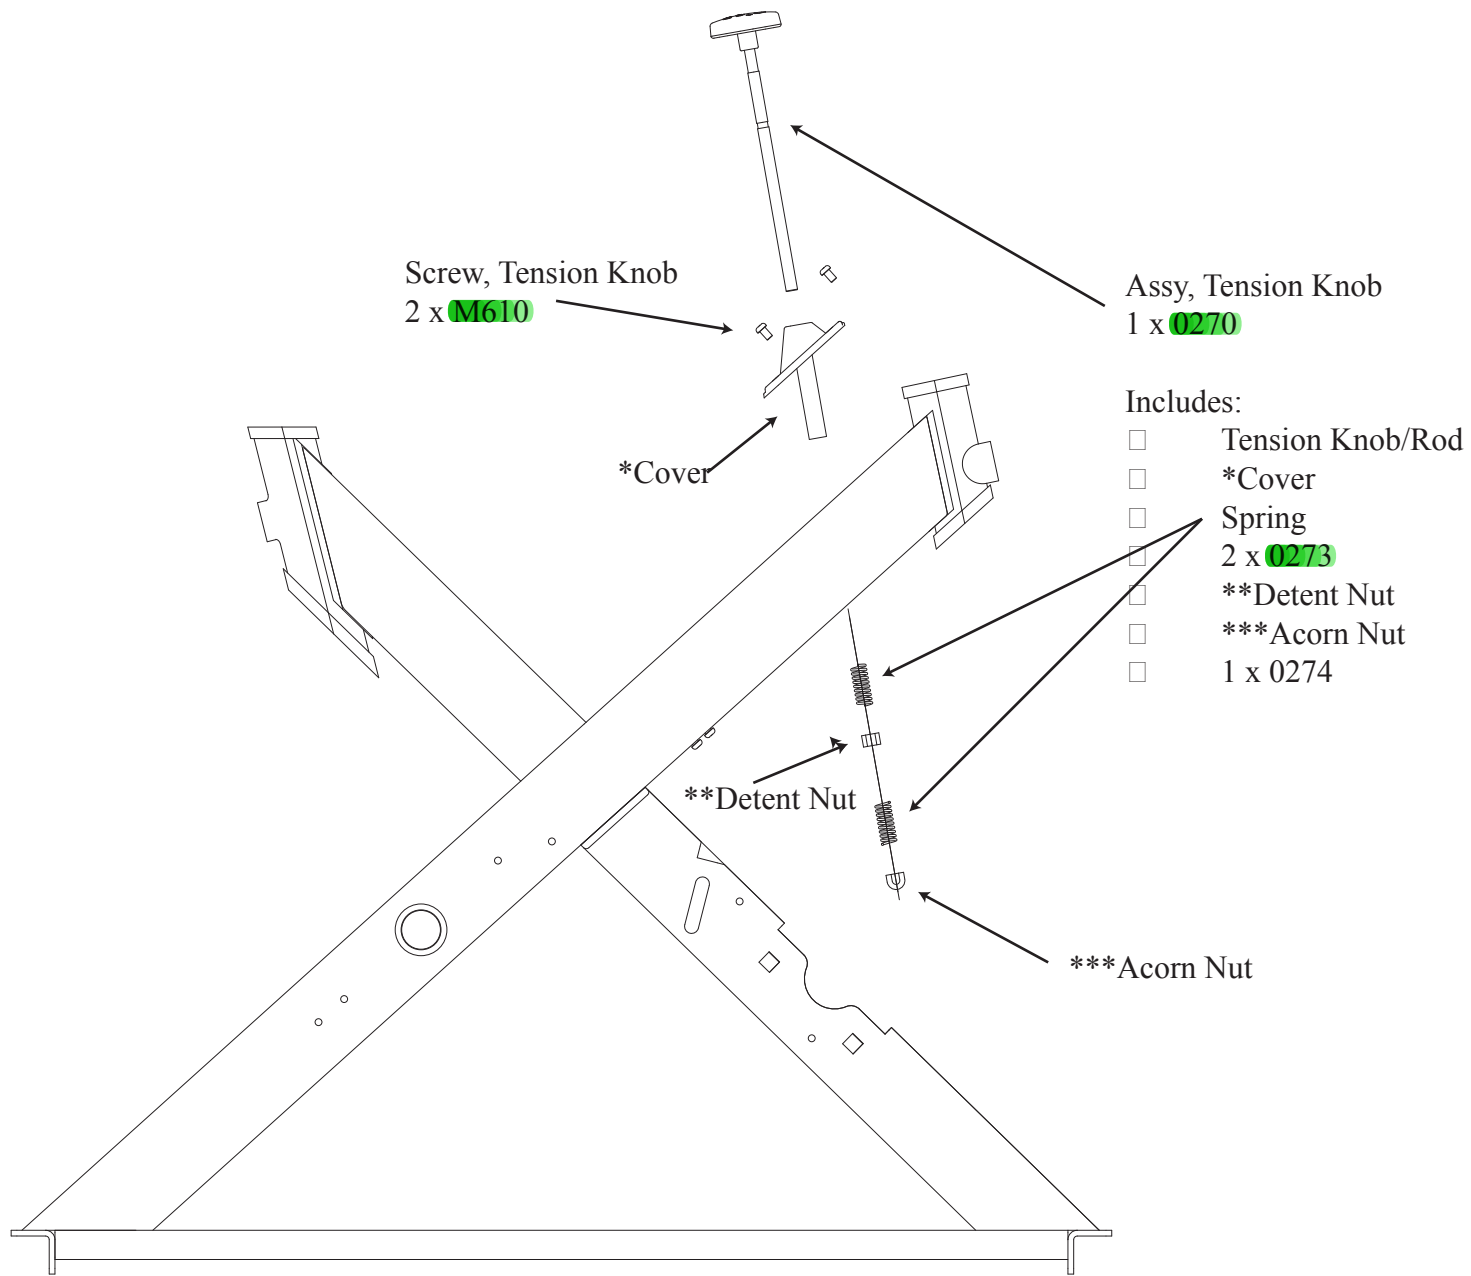 Screw, Tension Knob
2 x M610
Assy, Tension Knob
1 x 0270
*Cover
Includes:
Tension Knob/Rod
*Cover
Spring
2 x 0273
**Detent Nut
***Acorn Nut
1 x 0274
**Detent Nut
***Acorn Nut